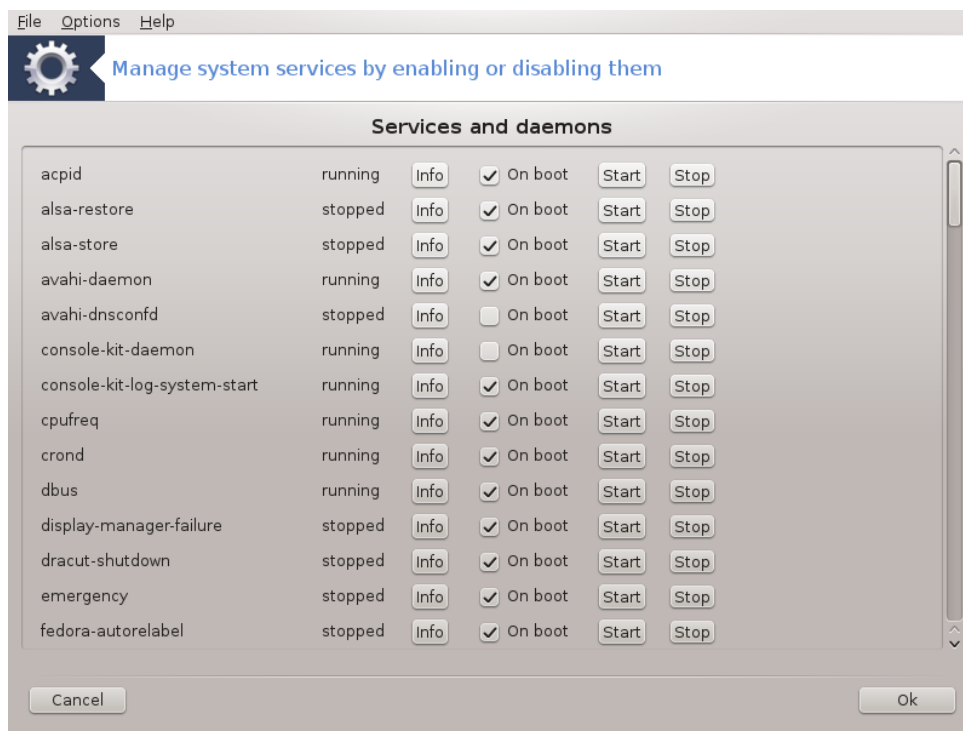 File Options Help
Manage system services by enabling or disabling them
Services and daemons
acpid running Info On boot Start Stop
alsa-restore stopped Info On boot Start Stop
alsa-store stopped Info On boot Start Stop
avahi-daemon running Info On boot Start Stop
avahi-dnsconfd stopped Info On boot Start Stop
console-kit-daemon running Info On boot Start Stop
console-kit-log-system-start running Info On boot Start Stop
cpufreq running Info On boot Start Stop
crond running Info On boot Start Stop
dbus running Info On boot Start Stop
display-manager-failure stopped Info On boot Start Stop
dracut-shutdown stopped Info On boot Start Stop
emergency stopped Info On boot Start Stop
fedora-autorelabel stopped Info On boot Start Stop
Cancel Ok